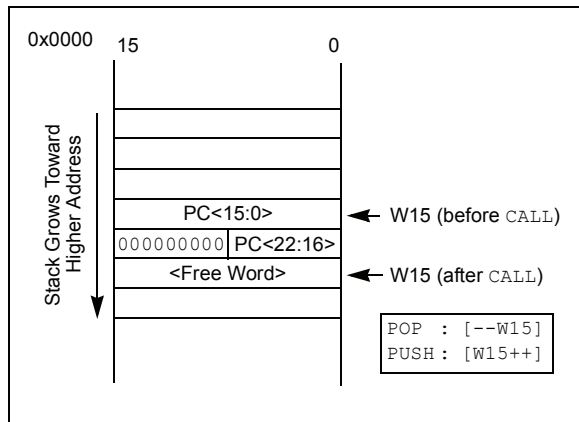 0x0000
15 0
Stack Grows Toward
Higher Address
PC<15:0>
W15 (before CALL)
000000000 PC<22:16>
<Free Word>
W15 (after CALL)
POP : [--W15]
PUSH : [W15++]